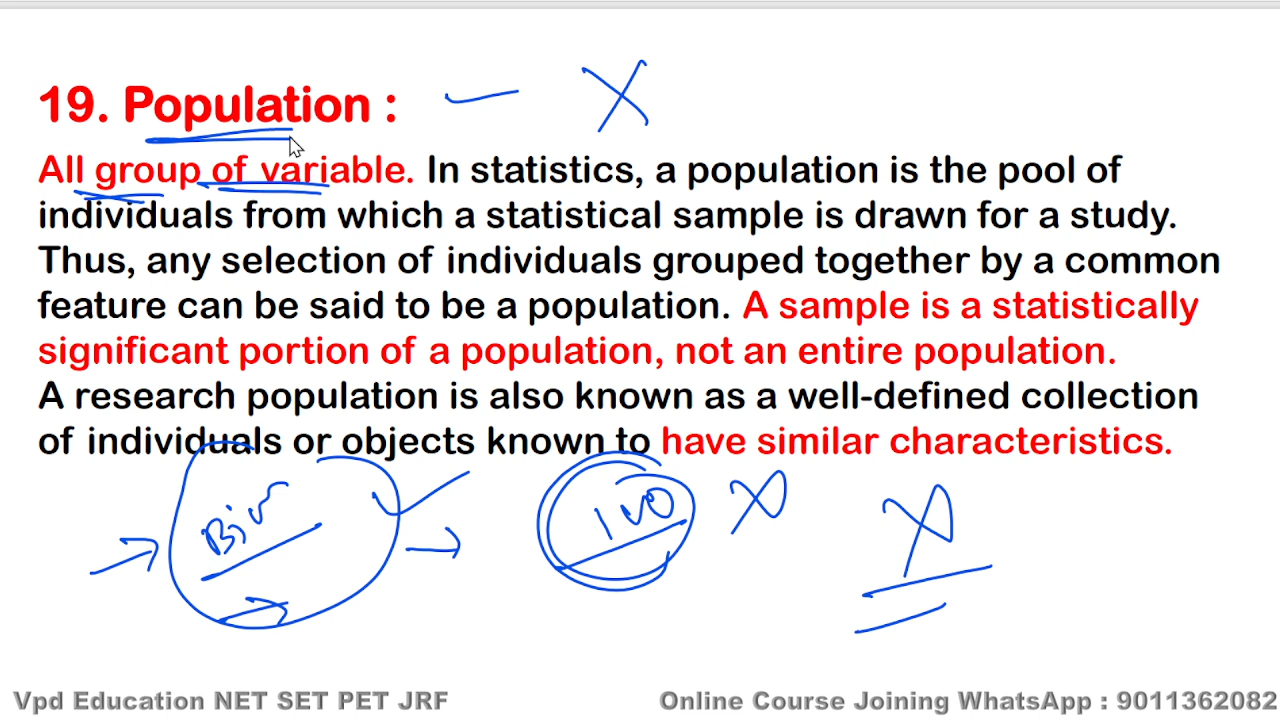 19. Population :
All group of variable. In statistics, a population is the pool of
individuals from which a statistical sample is drawn for a study.
Thus, any selection of individuals grouped together by a common
feature can be said to be a population. A sample is a statistically
significant portion of a population, not an entire population.
A research population is also known as a well-defined collection
of individuals or objects known to have similar characteristics.
Vpd Education NET SET PET JRF
Online Course Joining WhatsApp : 9011362082